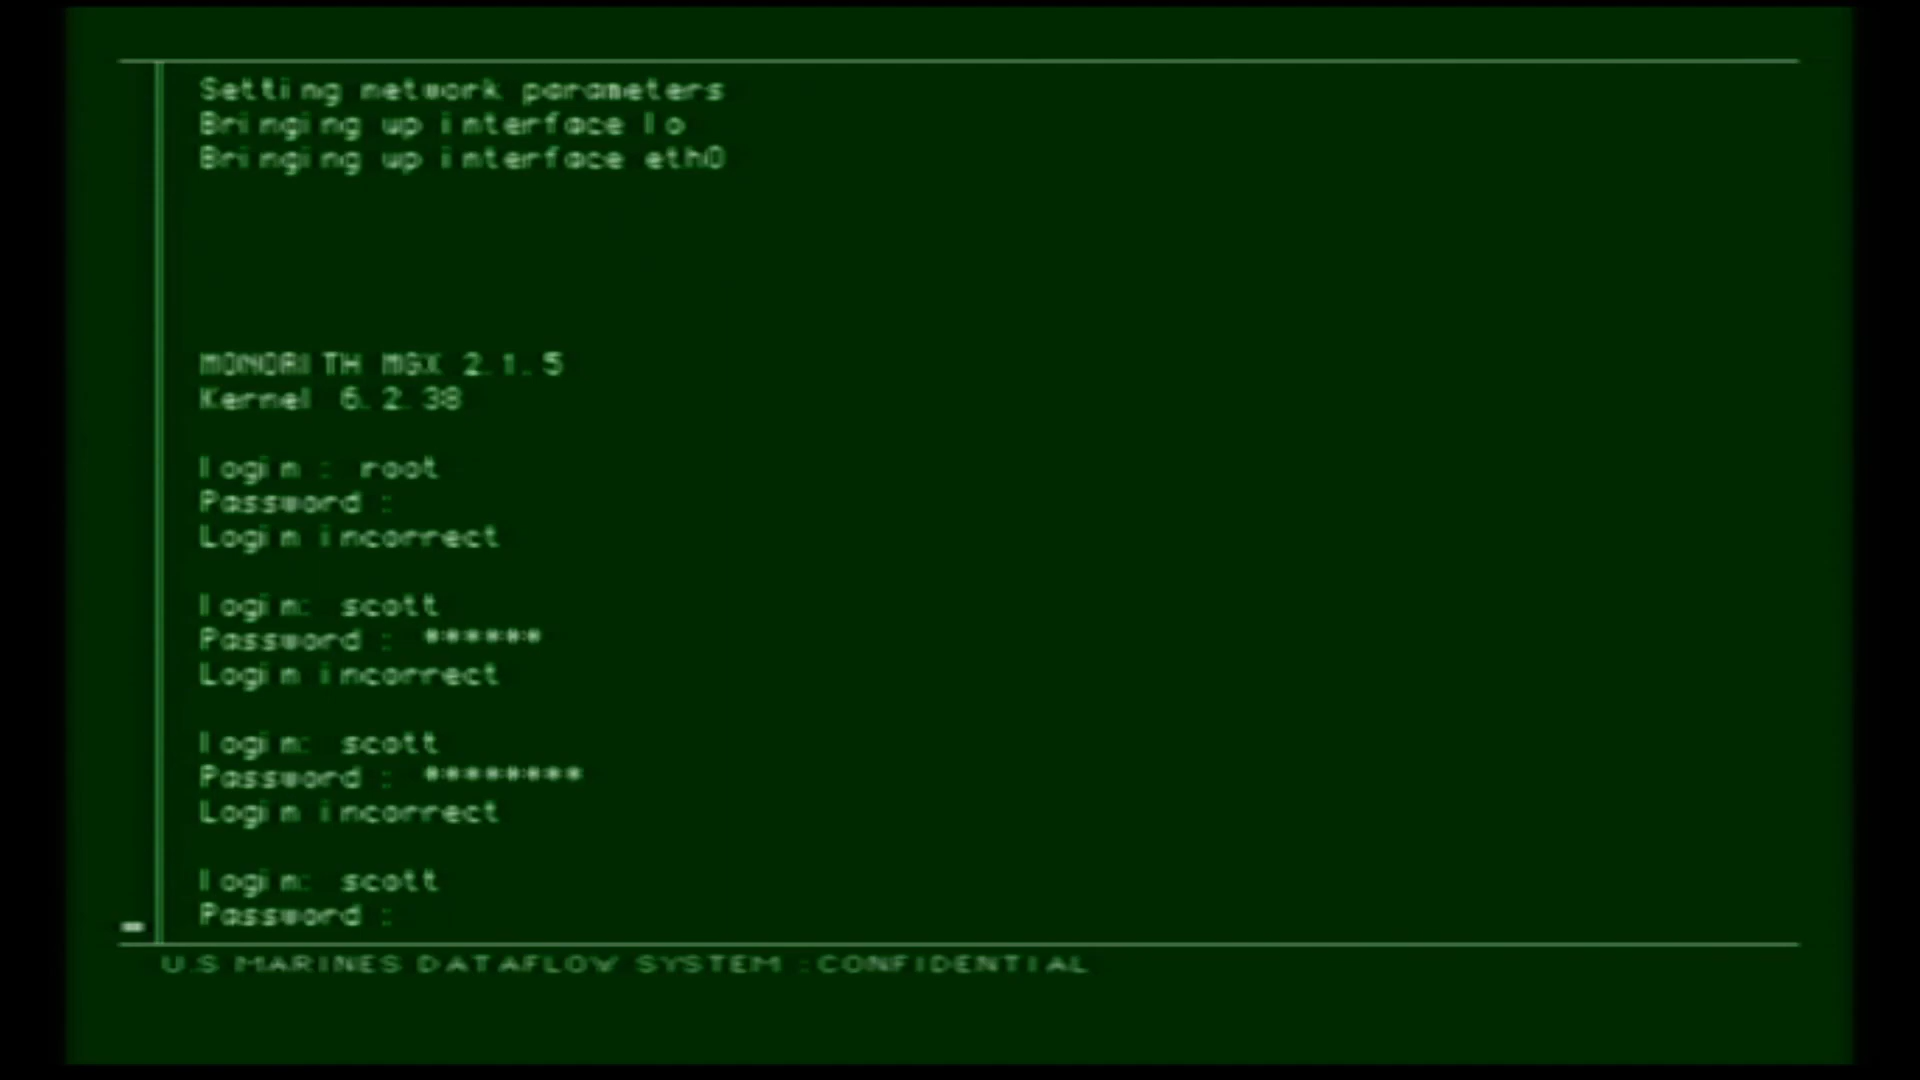 Setting network parameters
Bringing up interface lo
Bringing up interface eth0
MONORITH MGX 2.1.5
Kernel 6.2.38
login : root
Password :
Login incorrect
login: scott
Password : ******
Login incorrect
login: scott
Password : ********
Login incorrect
login: scott
Password :
U.S MARINES DATAFLOW SYSTEM :CONFIDENTIAL